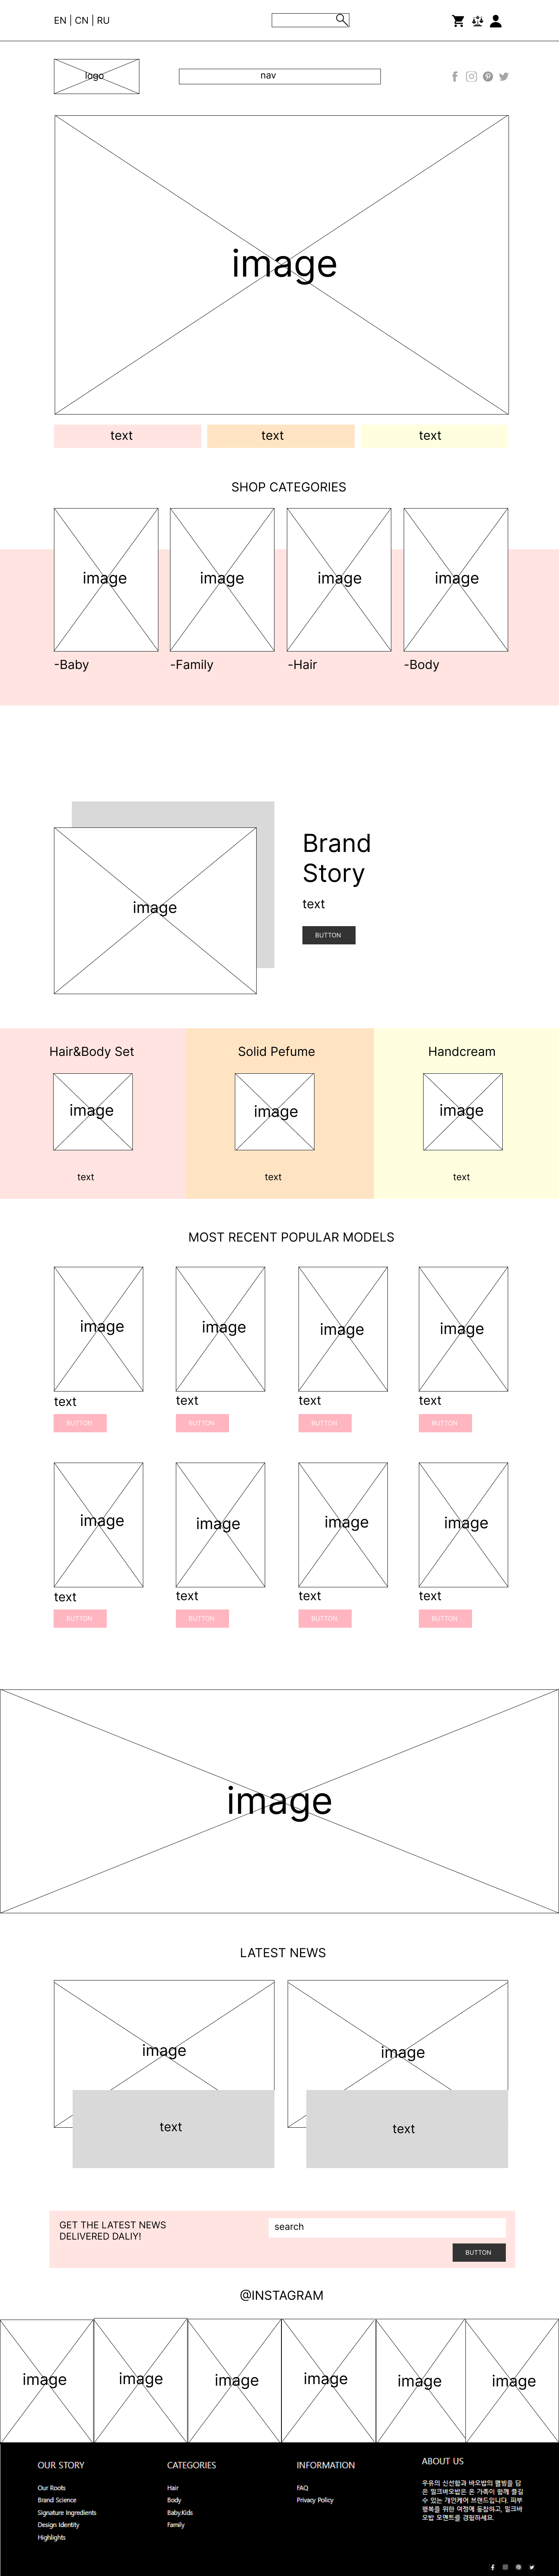 EN | CN | RU
logo
nav
image
text
text
text
SHOP CATEGORIES
image
image
image
image
-Baby
-Family
-Hair
-Body
image
Brand
Story
text
BUTTON
Hair&Body Set
Solid Pefume
Handcream
image
image
image
text
text
text
MOST RECENT POPULAR MODELS
image
image
image
image
text
text
text
text
BUTTON
BUTTON
BUTTON
BUTTON
image
image
image
image
text
text
text
text
BUTTON
BUTTON
BUTTON
BUTTON
image
LATEST NEWS
image
image
text
text
GET THE LATEST NEWS
DELIVERED DALIY!
search
BUTTON
@INSTAGRAM
image
image
image
image
image
image
OUR STORY
Our Roots
Brand Science
Signature Ingredients
Design Identity
Highlights
CATEGORIES
Hair
Body
Baby.Kids
Family
INFORMATION
FAQ
Privacy Policy
ABOUT US
우유의 신선함과 바오밥의 웰빙을 담
은 밀크바오밥은 온 가족이 함께 즐길
수 있는 개인케어 브랜드입니다. 피부
행복을 위한 여정에 동참하고, 밀크바
오밥 모멘트를 경험하세요.